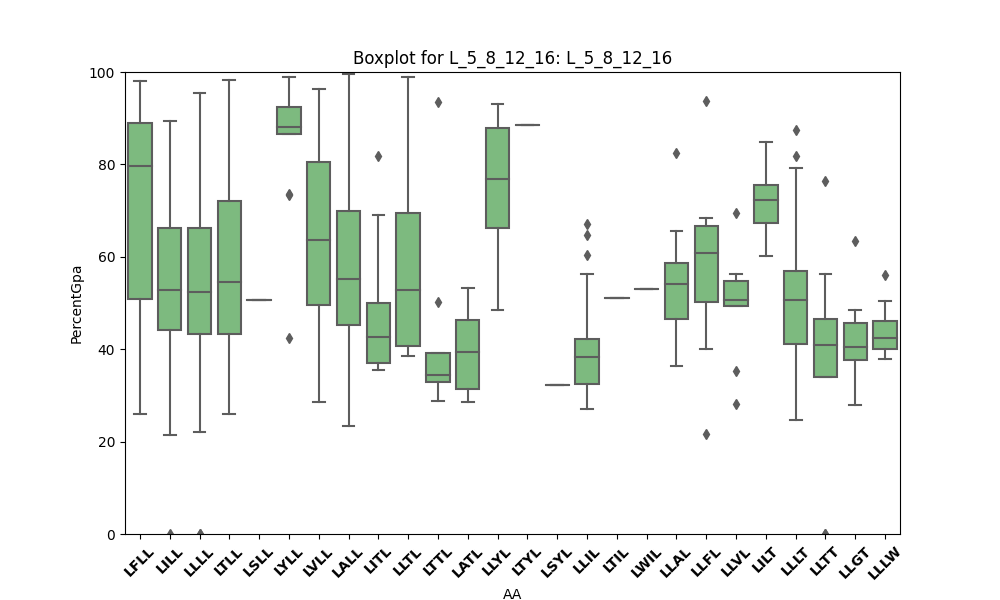 Boxplot for L_5_8_12_16: L_5_8_12_16
PercentGpa
100
80
60
40
20
0
LFLL LILL LLLL LTLL LSLL LYLL LVLL LALL LITL LLTL LTTL LATL LLYL LTYL LSYL LLIL LTIL LWIL LLAL LLFL LLVL LILT LLLT LLTT LLGT LLLW
AA